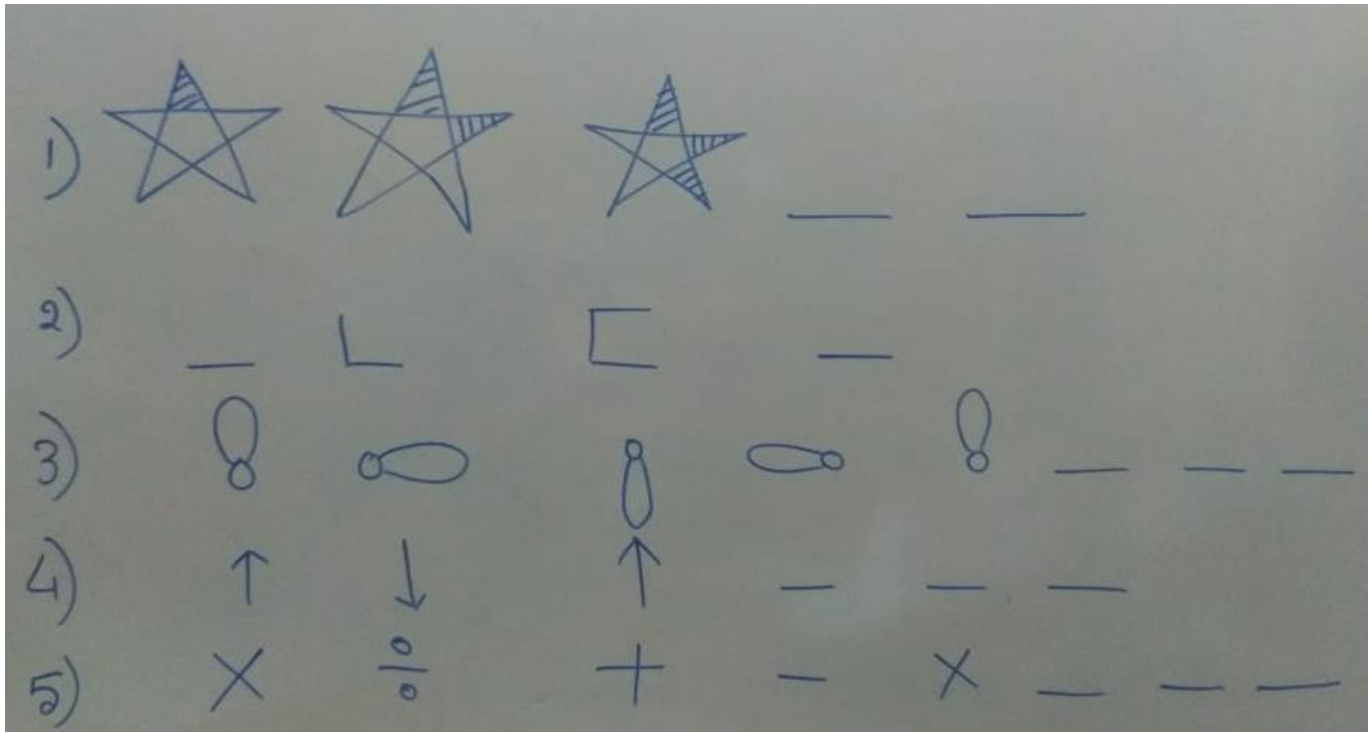 1)
2)
3)
4) ↑ ↓ ↑
5) × ÷ + − ×